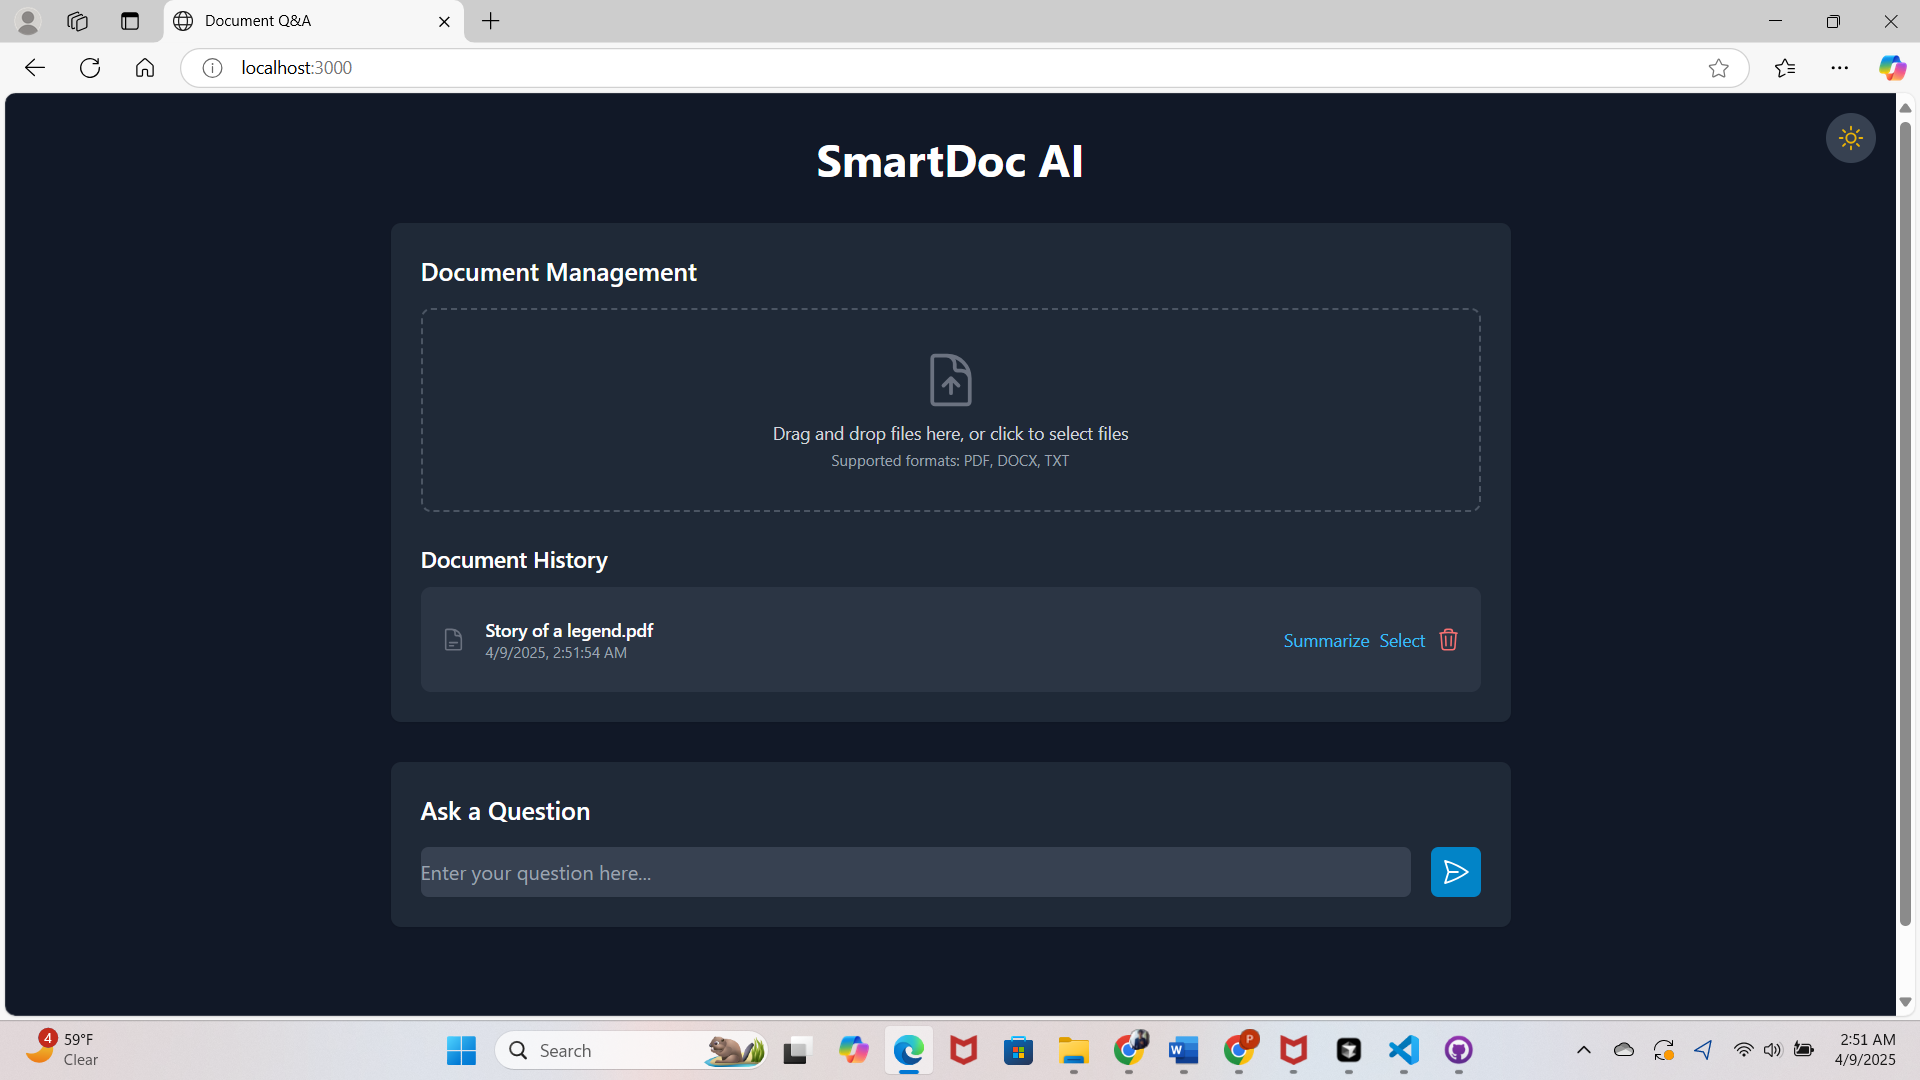 Document Q&A
localhost:3000
SmartDoc AI
Document Management
Drag and drop files here, or click to select files
Supported formats: PDF, DOCX, TXT
Document History
Story of a legend.pdf
4/9/2025, 2:51:54 AM
Summarize Select
Ask a Question
Enter your question here...
4
59°F
Clear
Search
W
P
2:51 AM
4/9/2025